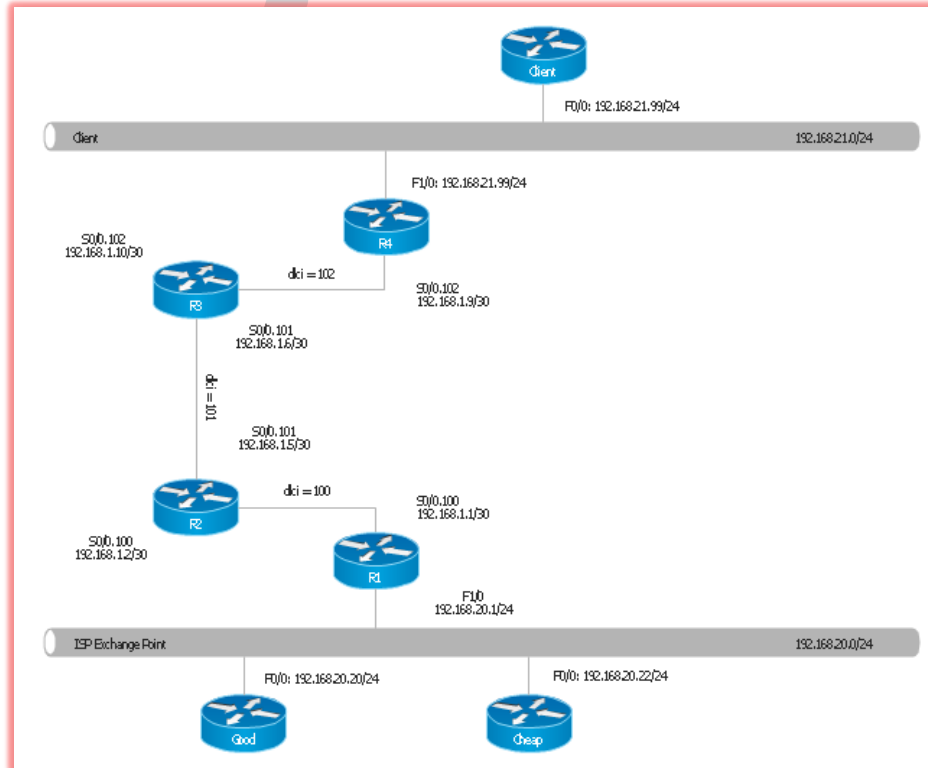 Client
F0/0: 192.168.21.99/24
Client
192.168.21.0/24
F1/0: 192.168.21.99/24
R4
S0/0.102
192.168.1.10/30
dlci = 102
S0/0.102
192.168.1.9/30
R3
S0/0.101
192.168.1.6/30
dlci = 101
S0/0.101
192.168.1.5/30
dlci = 100
S0/0.100
192.168.1.1/30
R2
S0/0.100
192.168.1.2/30
R1
F1/0
192.168.20.1/24
ISP Exchange Point
192.168.20.0/24
F0/0: 192.168.20.20/24
F0/0: 192.168.20.22/24
Good
Cheap